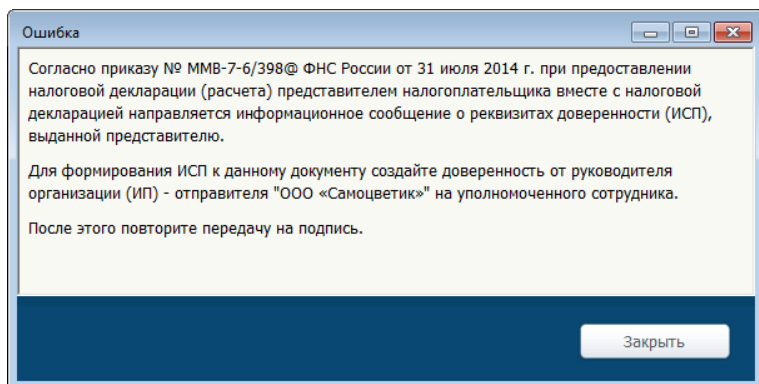 Ошибка
Согласно приказу № ММВ-7-6/398@ ФНС России от 31 июля 2014 г. при предоставлении
налоговой декларации (расчета) представителем налогоплательщика вместе с налоговой
декларацией направляется информационное сообщение о реквизитах доверенности (ИСП),
выданной представителю.
Для формирования ИСП к данному документу создайте доверенность от руководителя
организации (ИП) - отправителя "ООО «Самоцветик»" на уполномоченного сотрудника.
После этого повторите передачу на подпись.
Закрыть